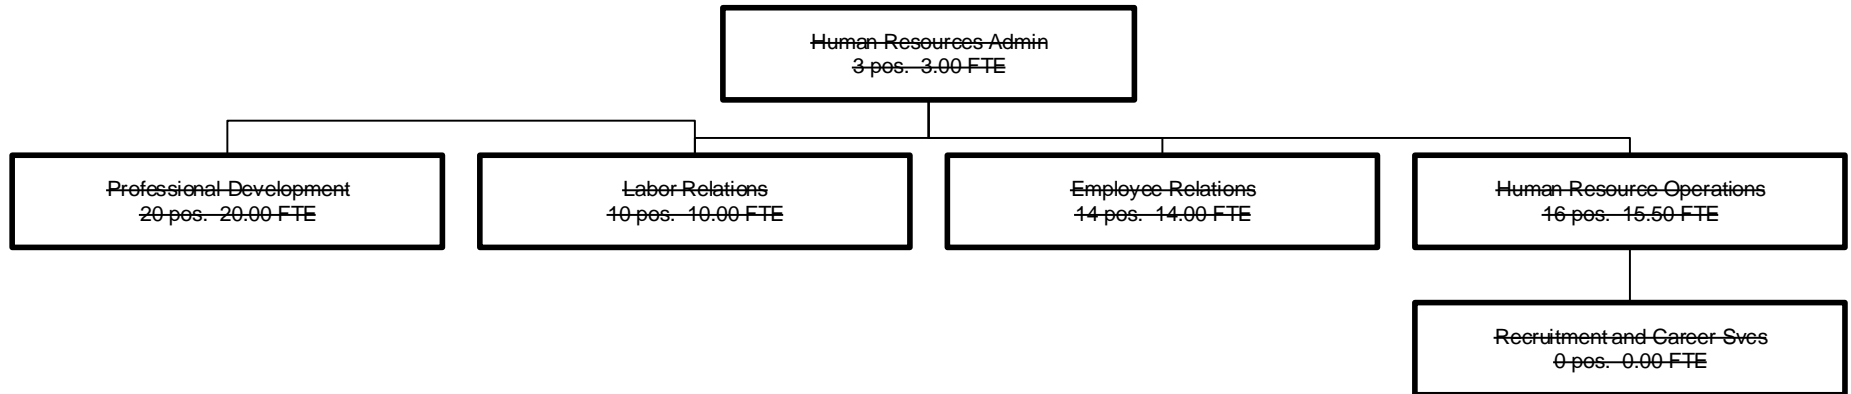 Human Resources Admin
3 pos. 3.00 FTE
Professional Development
20 pos. 20.00 FTE
Labor Relations
10 pos. 10.00 FTE
Employee Relations
14 pos. 14.00 FTE
Human Resource Operations
16 pos. 15.50 FTE
Recruitment and Career Svcs
0 pos. 0.00 FTE